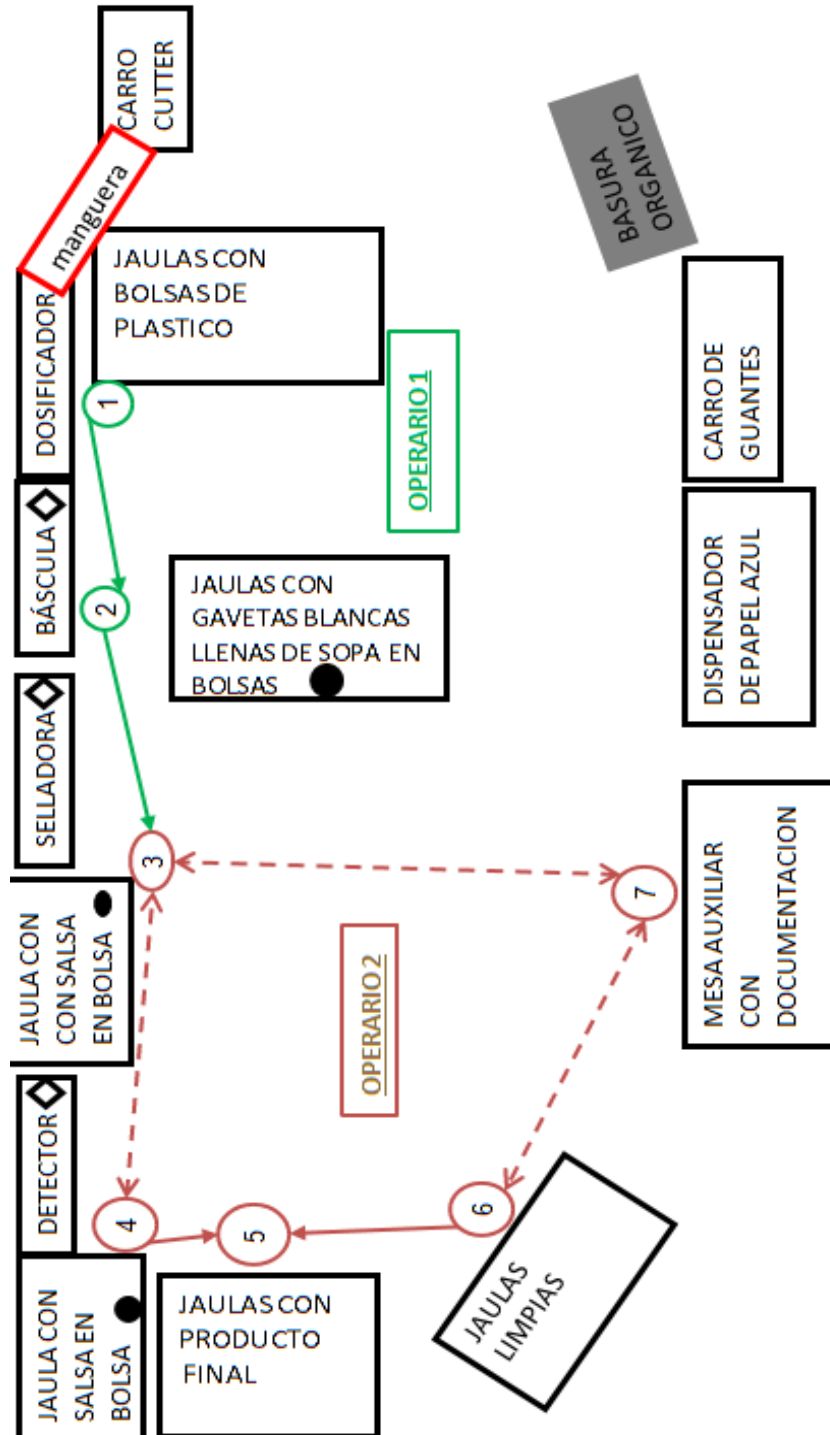 JAULA CON
SALSA EN
BOLSA
DETECTOR
JAULA CON
CON SALSA
EN BOLSA
SELLADORA
BÁSCULA
DOSIFICADOR
manguera
CARRO
CUTTER
JAULAS CON
PRODUCTO
FINAL
4
5
3
2
1
JAULAS CON
GAVETAS BLANCAS
LLENAS DE SOPA EN
BOLSAS
JAULAS CON
BOLSAS DE
PLASTICO
OPERARIO 2
OPERARIO 1
6
7
JAULAS
LIMPIAS
MESA AUXILIAR
CON
DOCUMENTACION
DISPENSADOR
DE PAPEL AZUL
CARRO DE
GUANTES
BASURA
ORGANICO